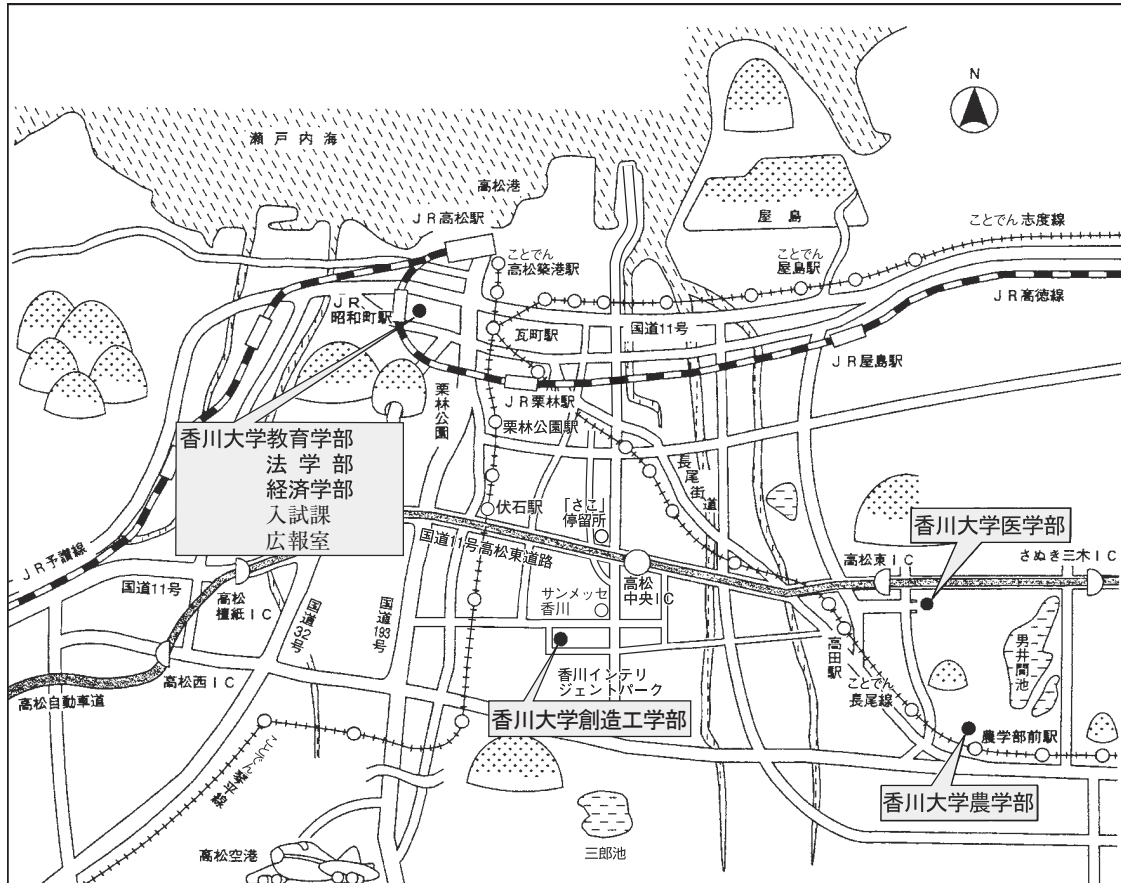 N
瀬戸内海
高松港
JR高松駅
屋島
ことでん志度線
ことでん
高松築港駅
ことでん
屋島駅
JR高徳線
JR
昭和町駅
瓦町駅
国道11号
JR屋島駅
栗林公園
JR栗林駅
栗林公園駅
香川大学教育学部
法学部
経済学部
入試課
広報室
長尾街道
伏石駅
「さこ」
停留所
香川大学医学部
国道11号高松東道路
高松東IC
さぬき三木IC
JR予讃線
国道11号
高松
檀紙IC
国道32号
国道193号
サンメッセ
香川
高松
中央IC
高田駅
男井間池
高松西IC
高松自動車道
香川インテリ
ジェントパーク
ことでん
長尾線
香川大学創造工学部
農学部前駅
ことでん琴平線
香川大学農学部
高松空港
三郎池